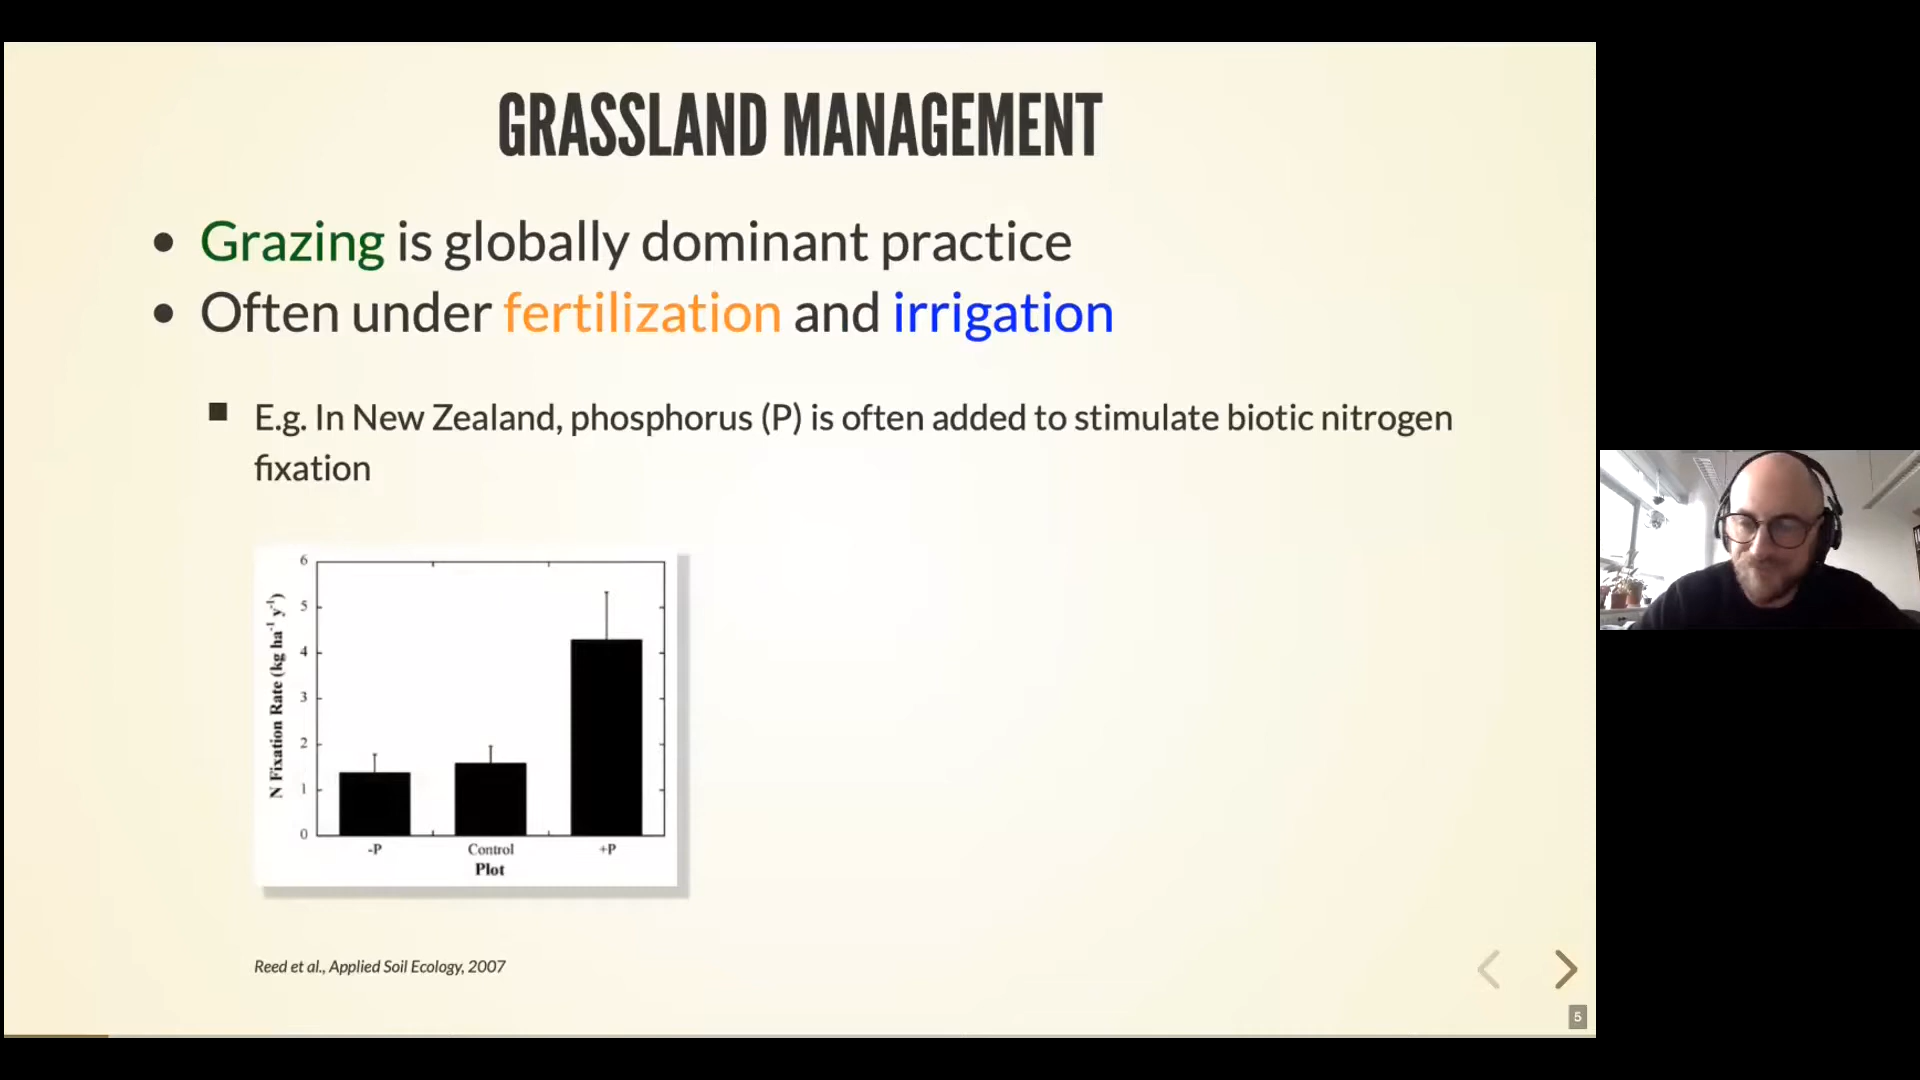 GRASSLAND MANAGEMENT
Grazing is globally dominant practice
Often under fertilization and irrigation
E.g. In New Zealand, phosphorus (P) is often added to stimulate biotic nitrogen
fixation
6
5
4
3
2
1
0
N Fixation Rate (kg ha⁻¹ y⁻¹)
-P Control +P
Plot
Reed et al., Applied Soil Ecology, 2007
5